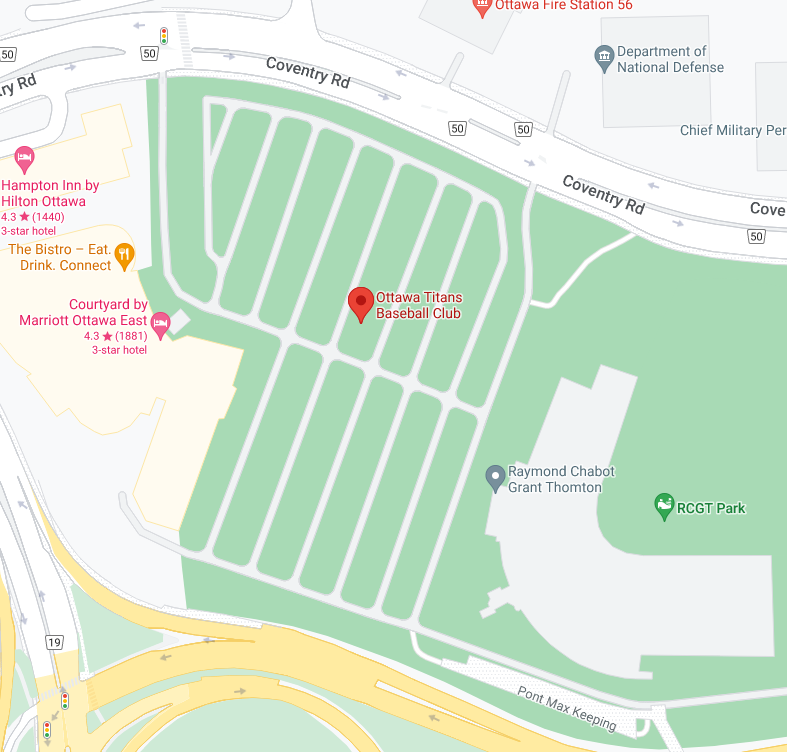 Ottawa Fire Station 56
50
50
Coventry Rd
Department of
National Defense
ry Rd
50
50
Chief Military Per
Hampton Inn by
Hilton Ottawa
4.3 ★ (1440)
3-star hotel
Coventry Rd
Cove
50
The Bistro – Eat.
Drink. Connect
Ottawa Titans
Baseball Club
Courtyard by
Marriott Ottawa East
4.3 ★ (1881)
3-star hotel
Raymond Chabot
Grant Thornton
RCGT Park
19
Pont Max Keeping